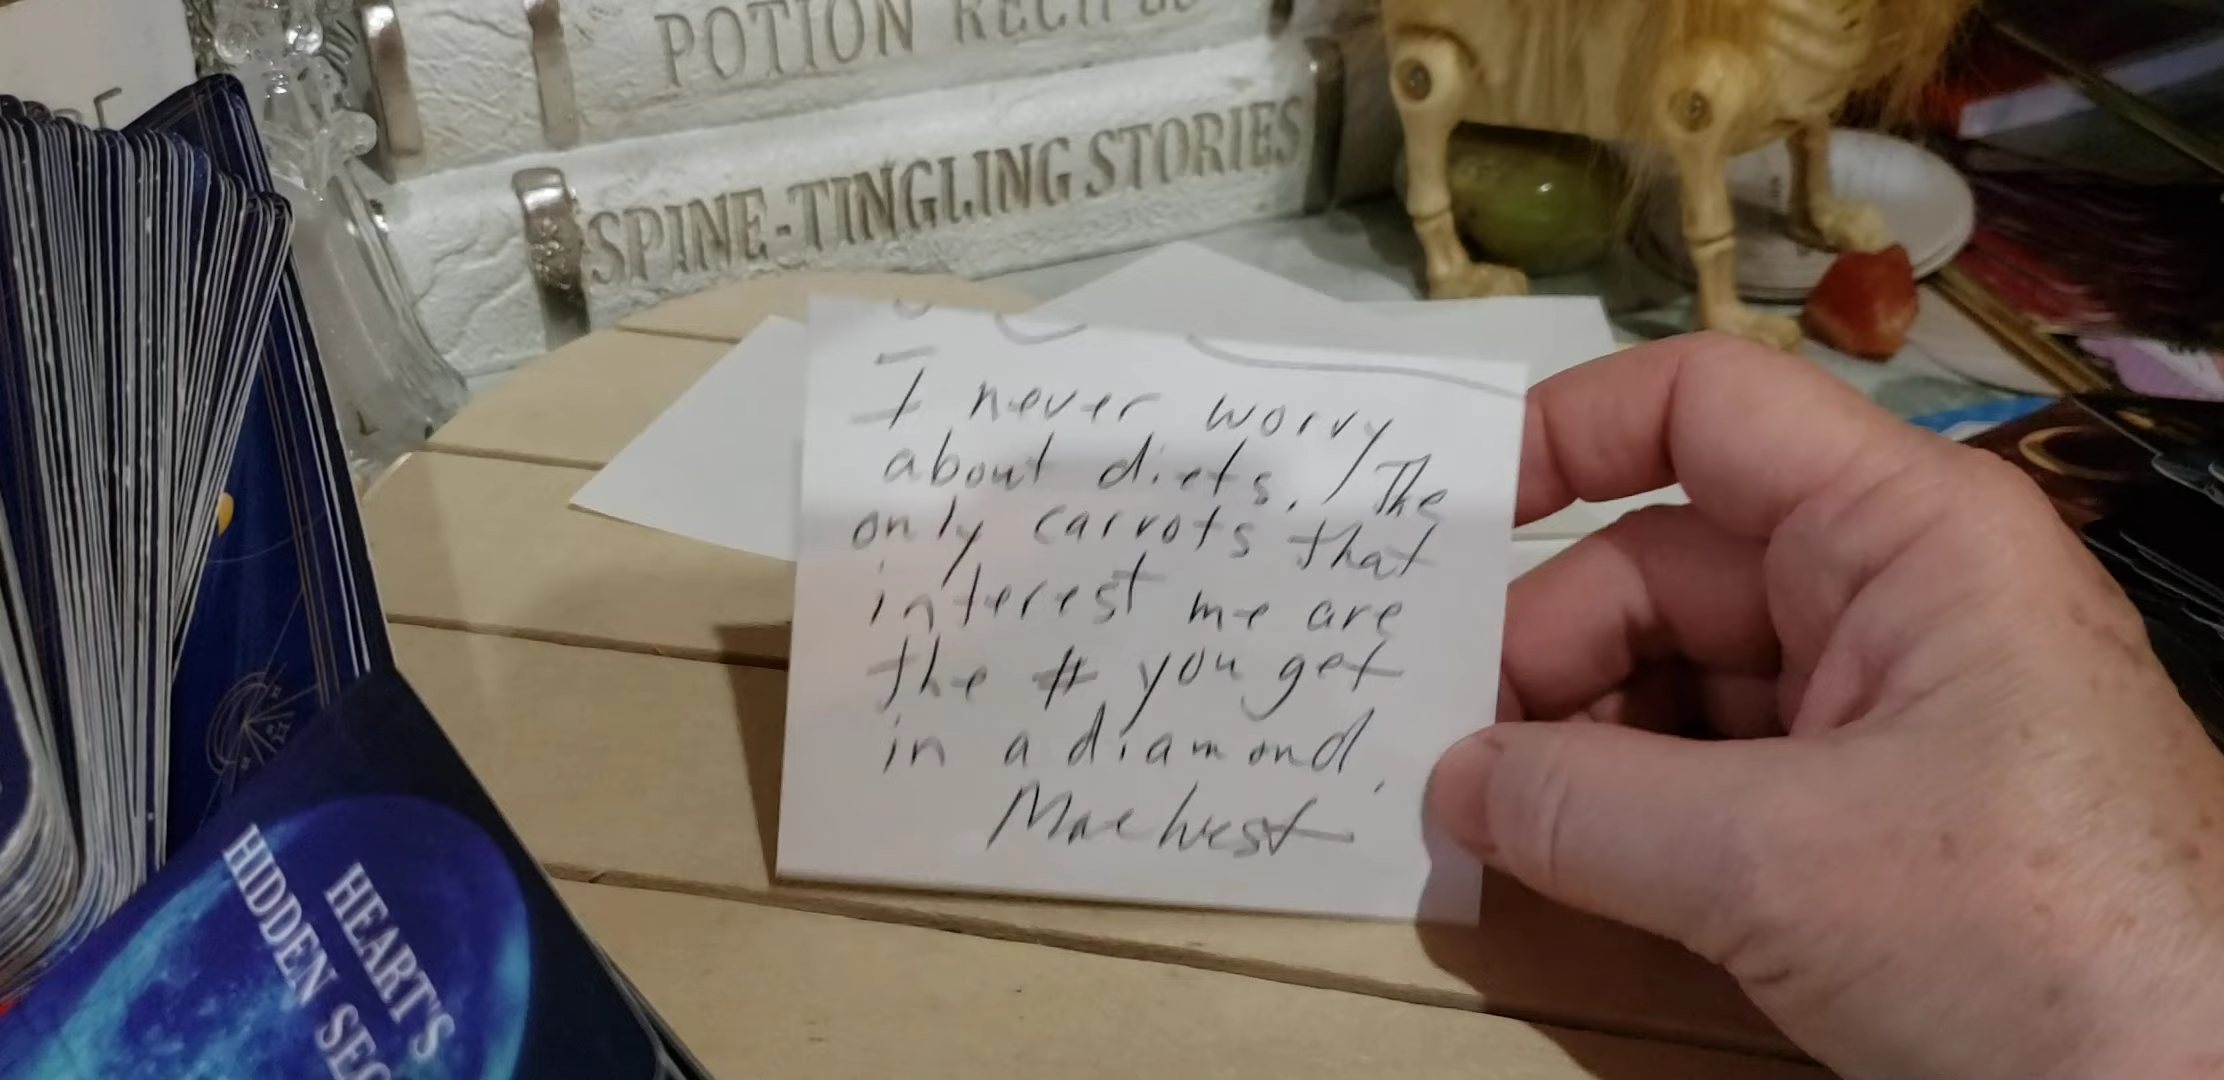 POTION RECIPES
SPINE-TINGLING STORIES
I never worry
about diets. / The
only carrots that
interest me are
the # you get
in a diamond.
Mae West
HEART'S
HIDDEN